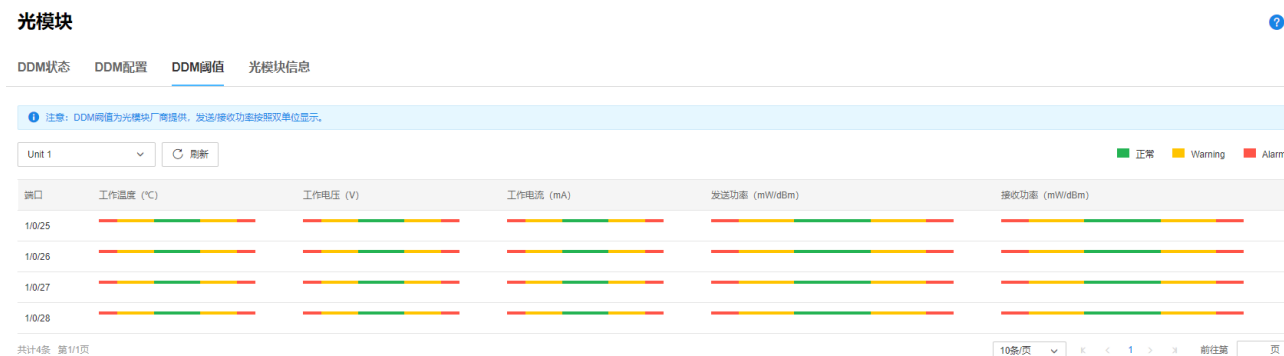 光模块
DDM状态 DDM配置 DDM阈值 光模块信息
注意：DDM阈值为光模块厂商提供，发送/接收功率按照双单位显示。
Unit 1 刷新 正常 Warning Alarm
端口 工作温度（℃） 工作电压（V） 工作电流（mA） 发送功率（mW/dBm） 接收功率（mW/dBm）
1/0/25
1/0/26
1/0/27
1/0/28
共计4条 第1/1页 10条/页 1 前往第 页